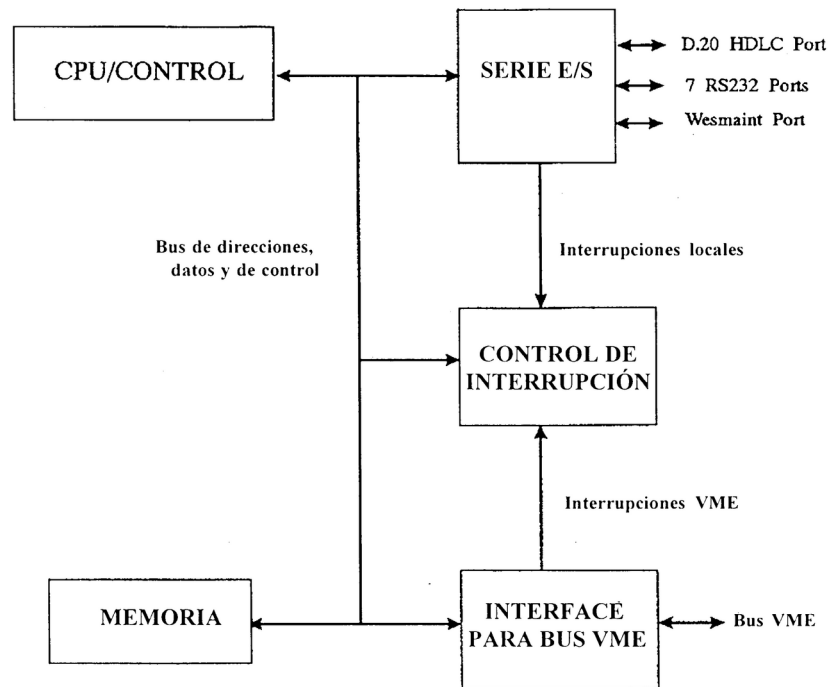 CPU/CONTROL
SERIE E/S
D.20 HDLC Port
7 RS232 Ports
Wesmaint Port
Bus de direcciones,
datos y de control
Interrupciones locales
CONTROL DE
INTERRUPCIÓN
Interrupciones VME
MEMORIA
INTERFACE
PARA BUS VME
Bus VME